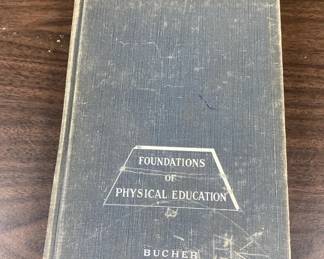 FOUNDATIONS
OF
PHYSICAL EDUCATION
BUCHER